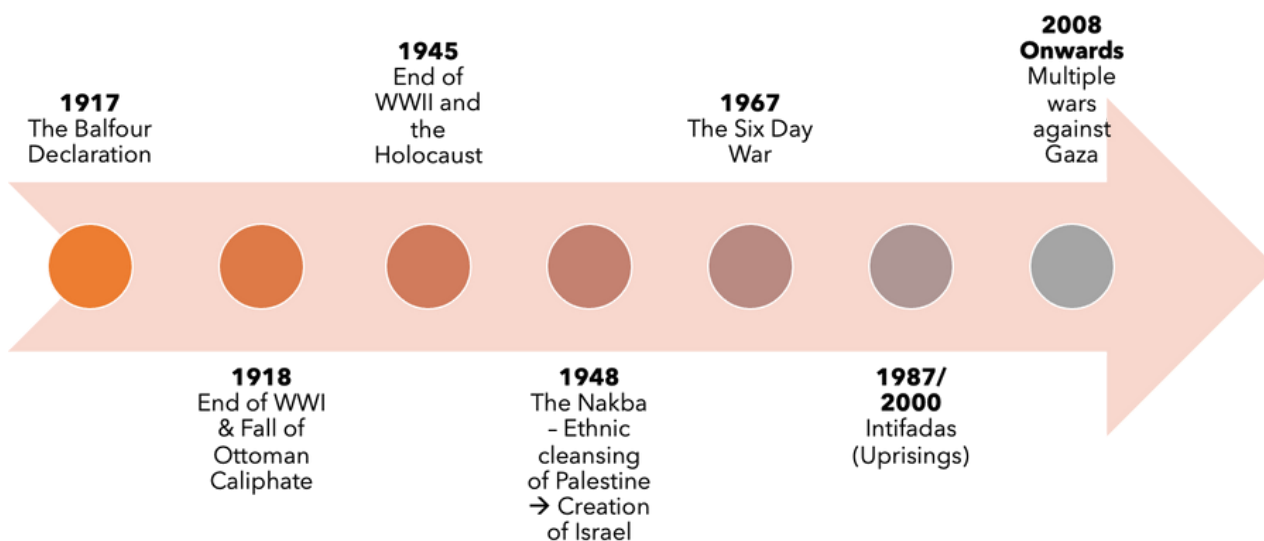 1917
The Balfour
Declaration
1918
End of WWI
& Fall of
Ottoman
Caliphate
1945
End of
WWII and
the
Holocaust
1948
The Nakba
– Ethnic
cleansing
of Palestine
→ Creation
of Israel
1967
The Six Day
War
1987/
2000
Intifadas
(Uprisings)
2008
Onwards
Multiple
wars
against
Gaza